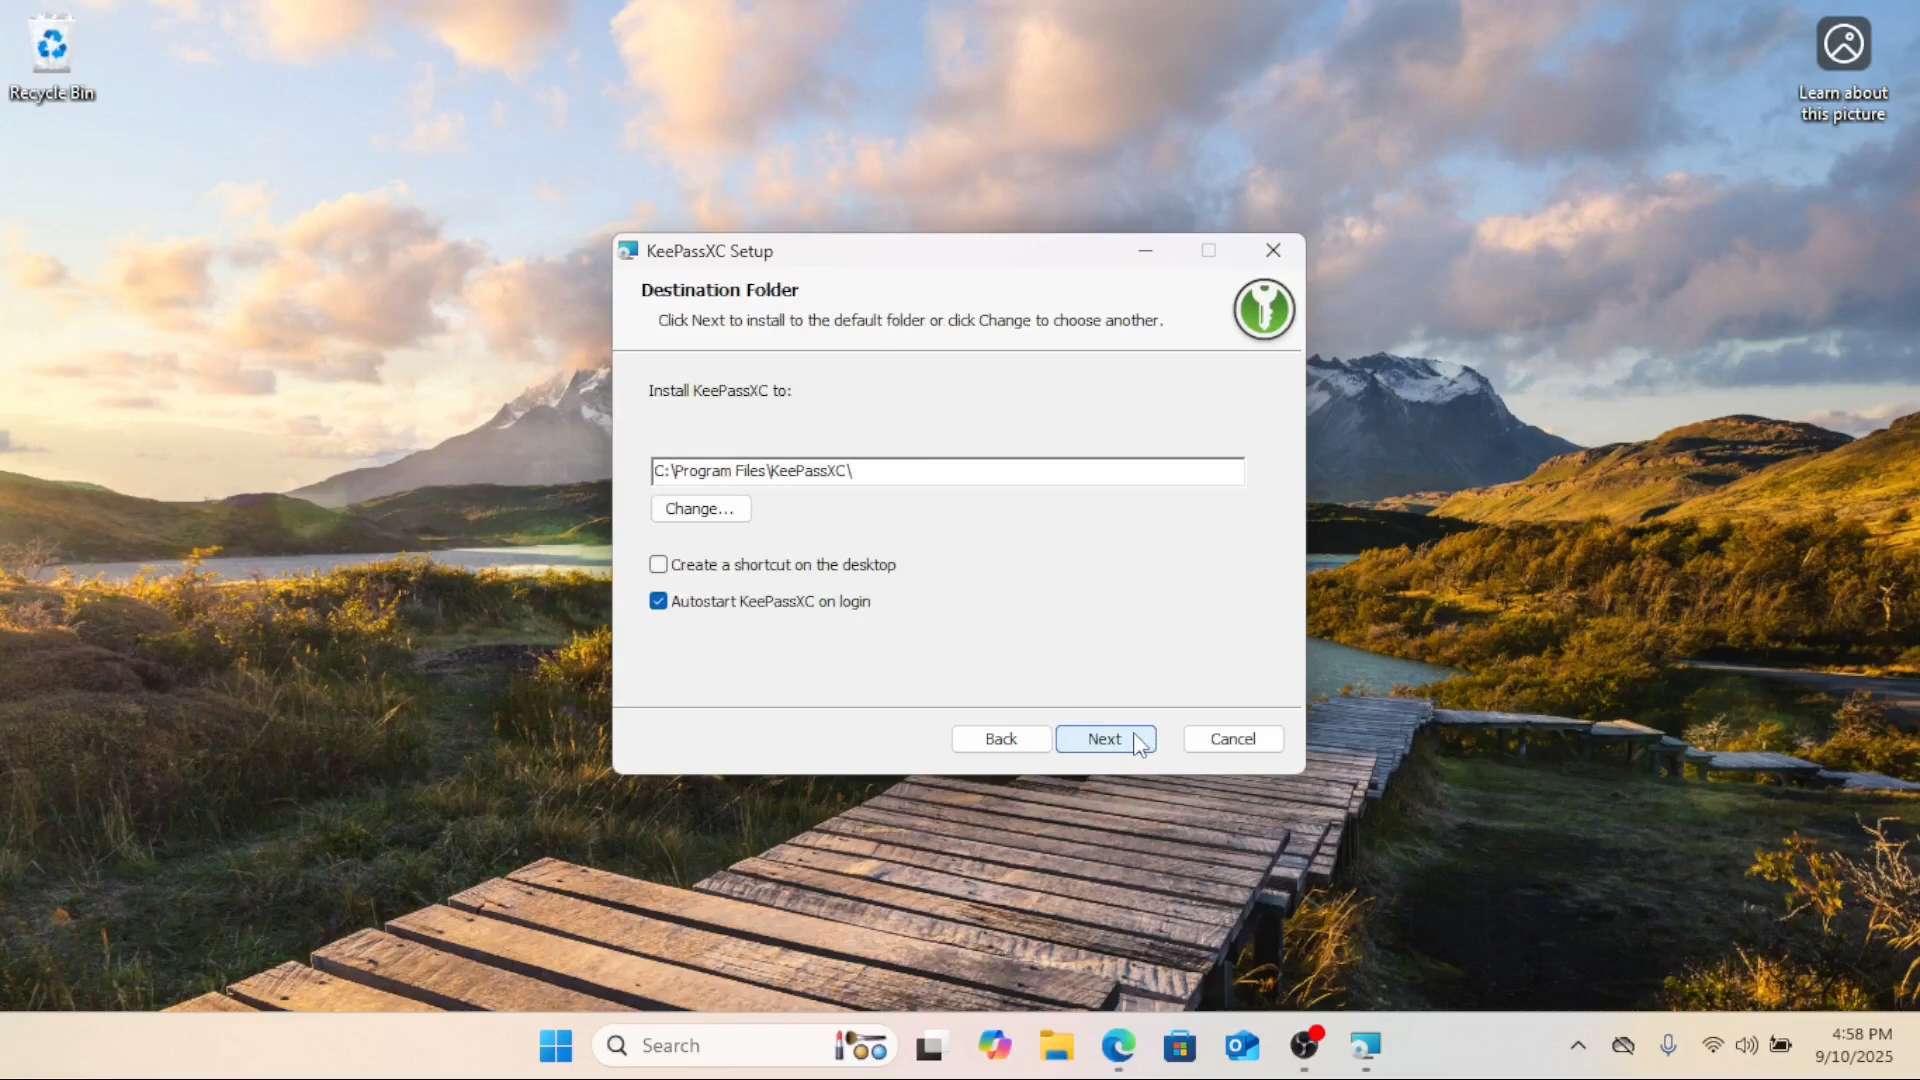 Recycle Bin
Learn about
this picture
KeePassXC Setup
Destination Folder
Click Next to install to the default folder or click Change to choose another.
Install KeePassXC to:
C:\Program Files\KeePassXC\
Change...
Create a shortcut on the desktop
Autostart KeePassXC on login
Back
Next
Cancel
Search
4:58 PM
9/10/2025